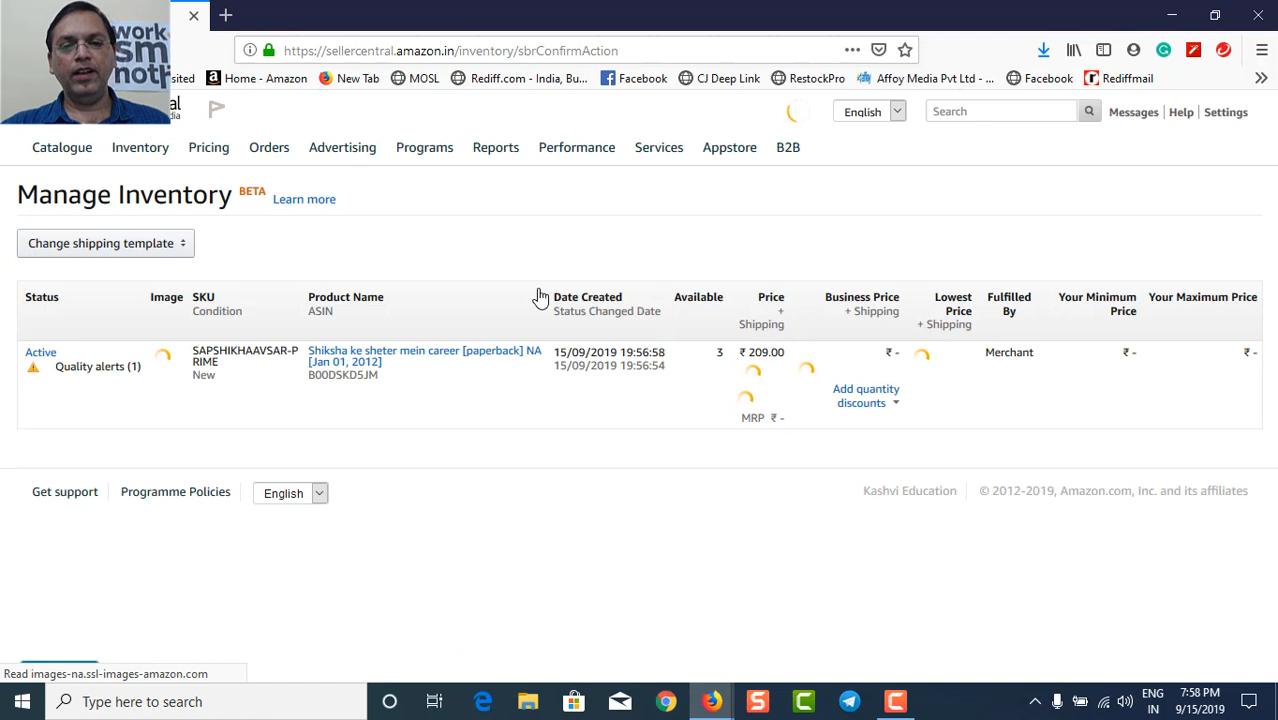 work
sm
noth
https://sellercentral.amazon.in/inventory/sbrConfirmAction
sited
Home - Amazon
New Tab
MOSL
Rediff.com - India, Bu...
Facebook
CJ Deep Link
RestockPro
Affoy Media Pvt Ltd - ...
Facebook
Rediffmail
al
dia
English
Search
Messages | Help | Settings
Catalogue Inventory Pricing Orders Advertising Programs Reports Performance Services Appstore B2B
Manage Inventory BETA Learn more
Change shipping template
Status Image SKU Product Name Date Created Available Price Business Price Lowest Fulfilled Your Minimum Your Maximum Price
Condition ASIN Status Changed Date + + Shipping Price By Price
Shipping + Shipping
Active SAPSHIKHAAVSAR-P Shiksha ke sheter mein career [paperback] NA 15/09/2019 19:56:58 3 ₹ 209.00 Merchant ₹ - ₹ -
Quality alerts (1) RIME [Jan 01, 2012] 15/09/2019 19:56:54 ₹ -
New B00DSKD5JM
Add quantity
discounts
MRP ₹ -
Get support Programme Policies English Kashvi Education © 2012-2019, Amazon.com, Inc. and its affiliates
Read images-na.ssl-images-amazon.com
Type here to search
ENG 7:58 PM
IN 9/15/2019